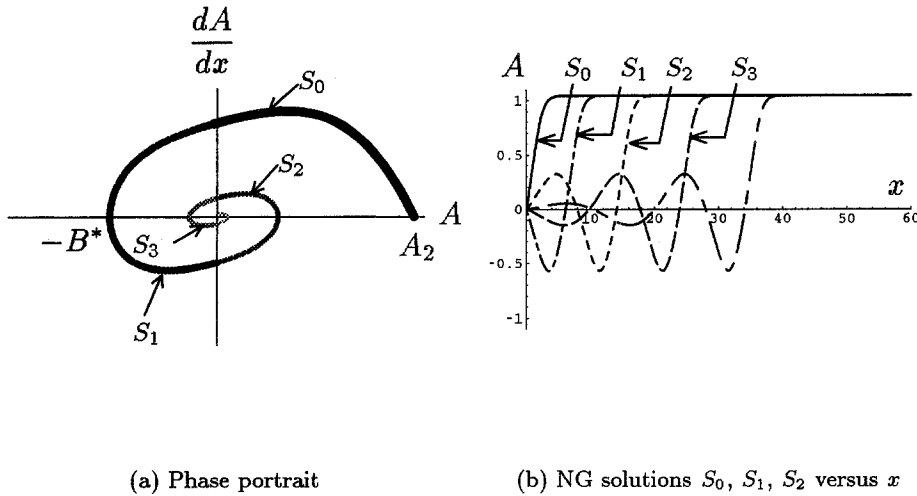 dA
dx
S₀
S₂
-B*
S₃
A
A₂
S₁
A
S₀
S₁
S₂
S₃
x
1
0.5
0
-0.5
-1
10
20
30
40
50
60
(a) Phase portrait
(b) NG solutions S₀, S₁, S₂ versus x